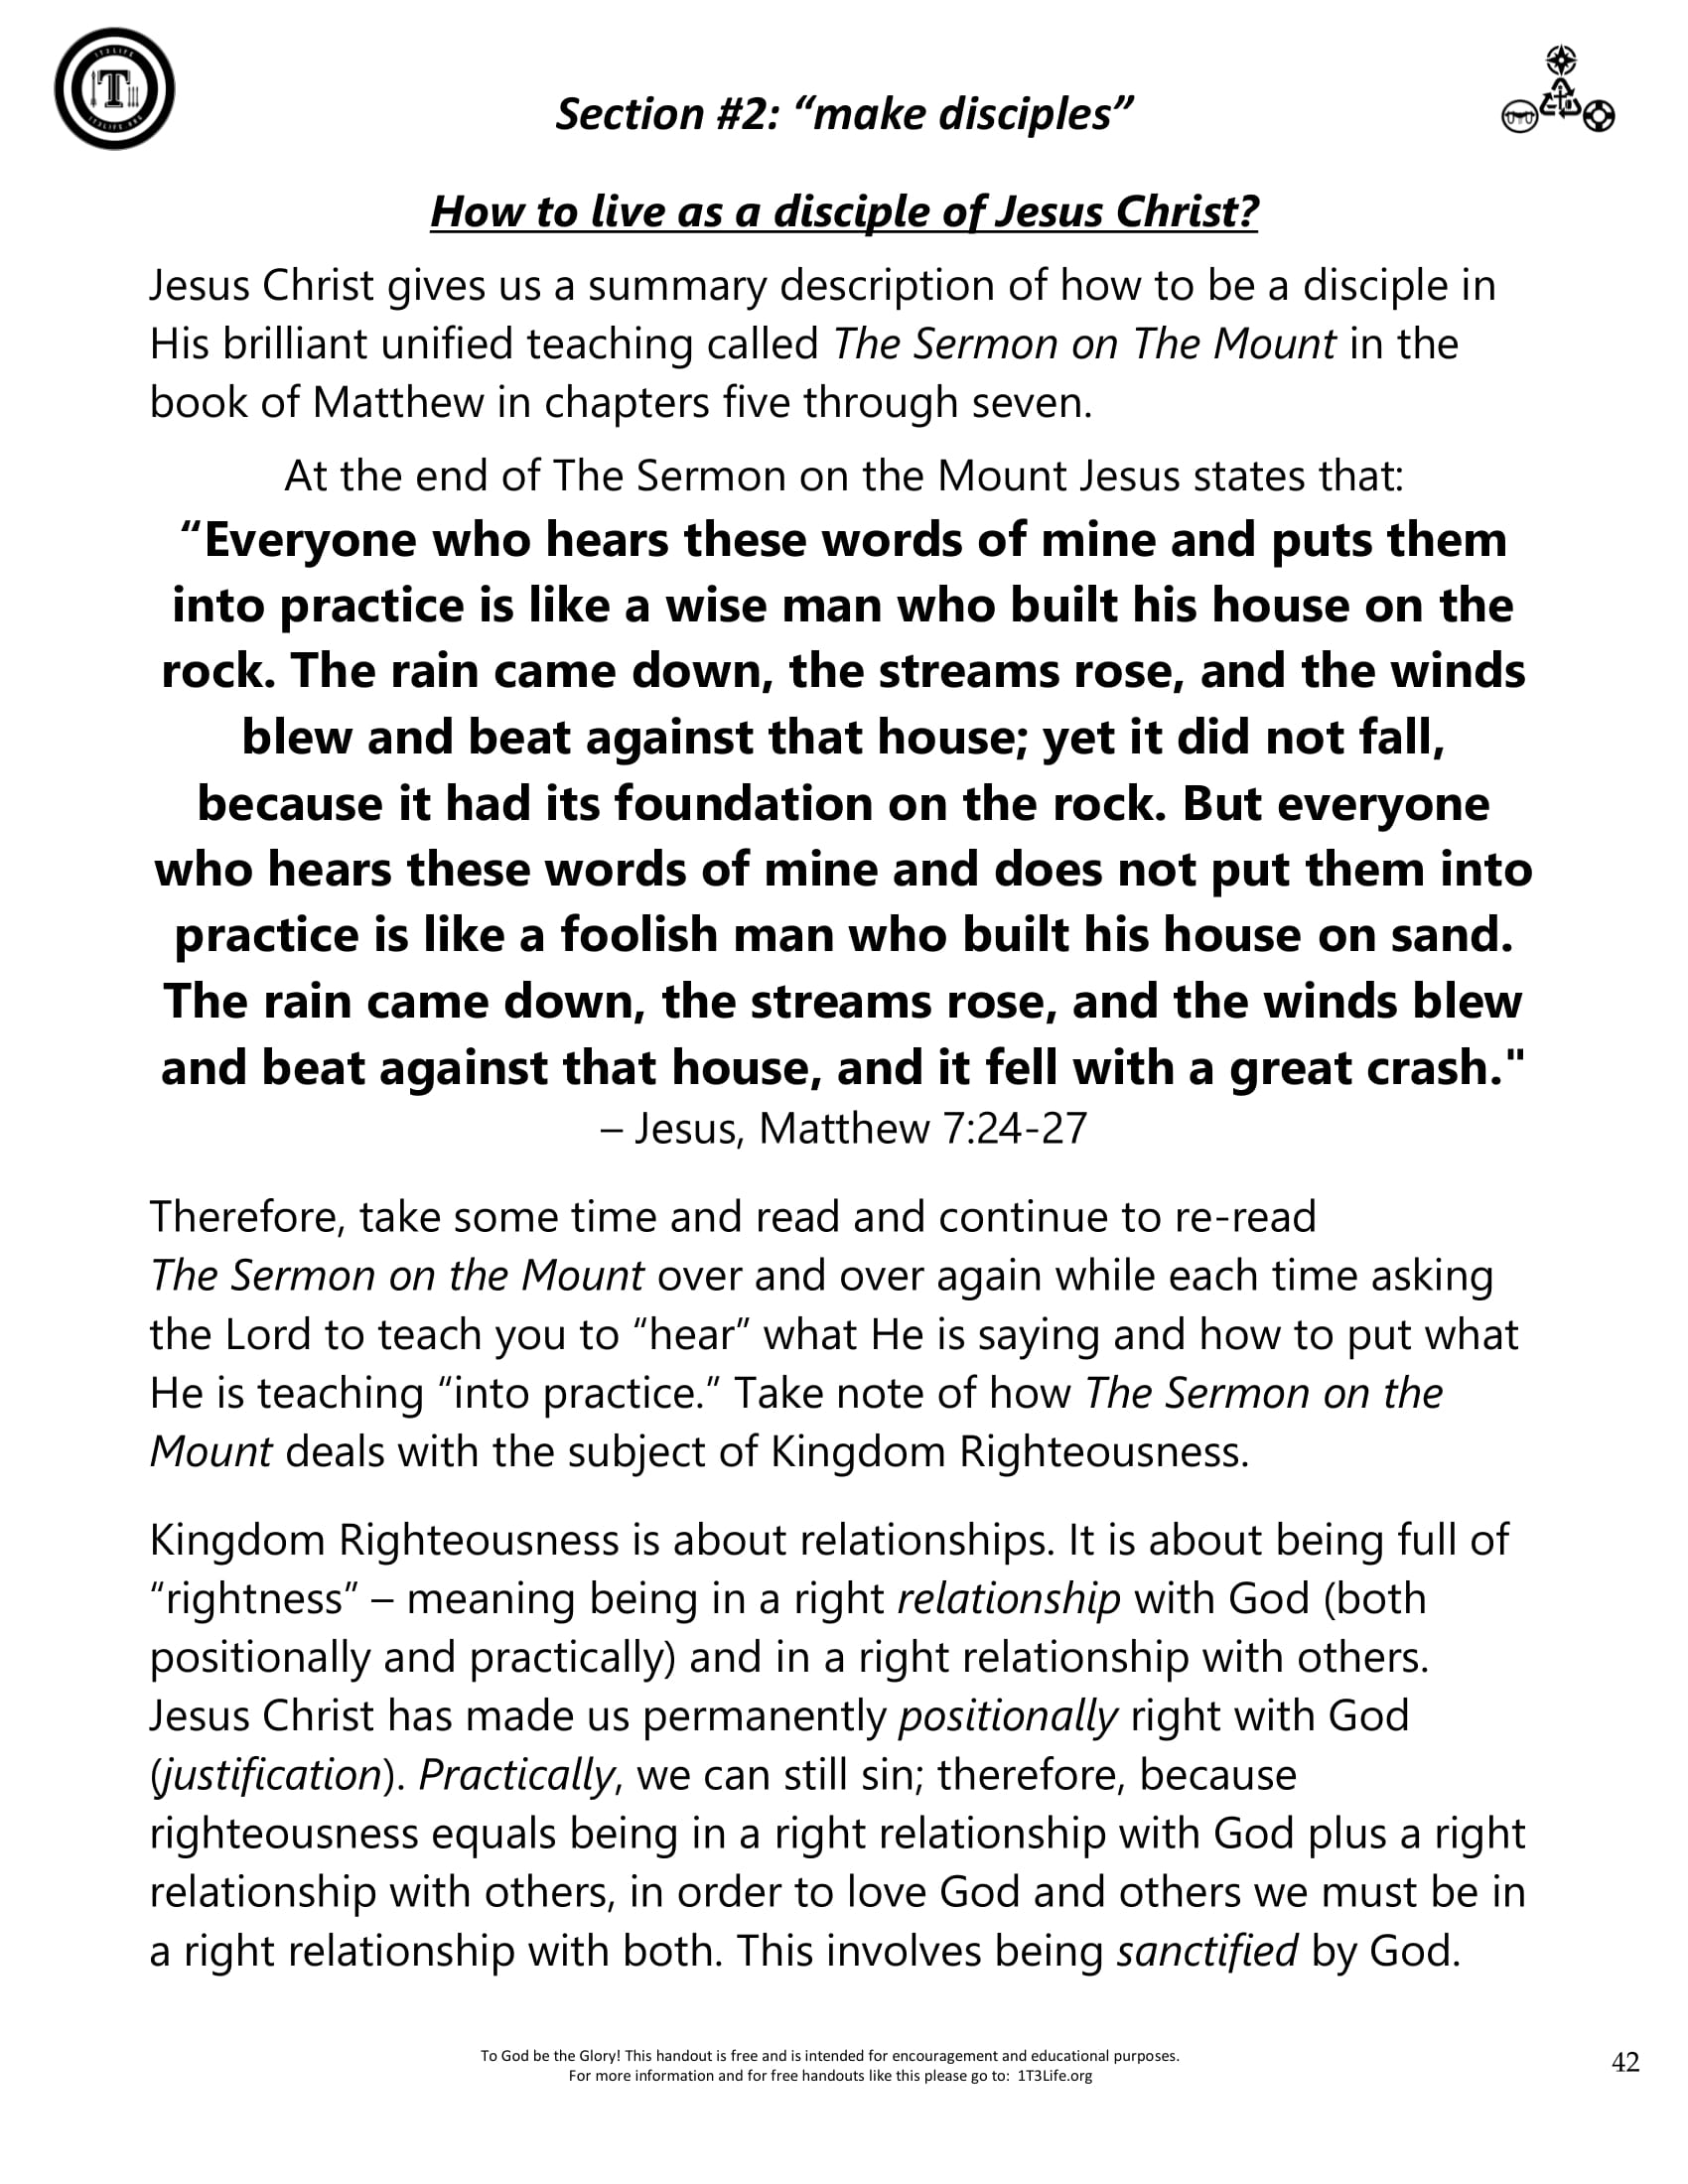 1T3LIFE
T
1T3LIFE.ORG
Section #2: “make disciples”
How to live as a disciple of Jesus Christ?
Jesus Christ gives us a summary description of how to be a disciple in
His brilliant unified teaching called The Sermon on The Mount in the
book of Matthew in chapters five through seven.
At the end of The Sermon on the Mount Jesus states that:
“Everyone who hears these words of mine and puts them
into practice is like a wise man who built his house on the
rock. The rain came down, the streams rose, and the winds
blew and beat against that house; yet it did not fall,
because it had its foundation on the rock. But everyone
who hears these words of mine and does not put them into
practice is like a foolish man who built his house on sand.
The rain came down, the streams rose, and the winds blew
and beat against that house, and it fell with a great crash."
– Jesus, Matthew 7:24-27
Therefore, take some time and read and continue to re-read
The Sermon on the Mount over and over again while each time asking
the Lord to teach you to “hear” what He is saying and how to put what
He is teaching “into practice.” Take note of how The Sermon on the
Mount deals with the subject of Kingdom Righteousness.
Kingdom Righteousness is about relationships. It is about being full of
“rightness” – meaning being in a right relationship with God (both
positionally and practically) and in a right relationship with others.
Jesus Christ has made us permanently positionally right with God
(justification). Practically, we can still sin; therefore, because
righteousness equals being in a right relationship with God plus a right
relationship with others, in order to love God and others we must be in
a right relationship with both. This involves being sanctified by God.
To God be the Glory! This handout is free and is intended for encouragement and educational purposes.
For more information and for free handouts like this please go to: 1T3Life.org
42